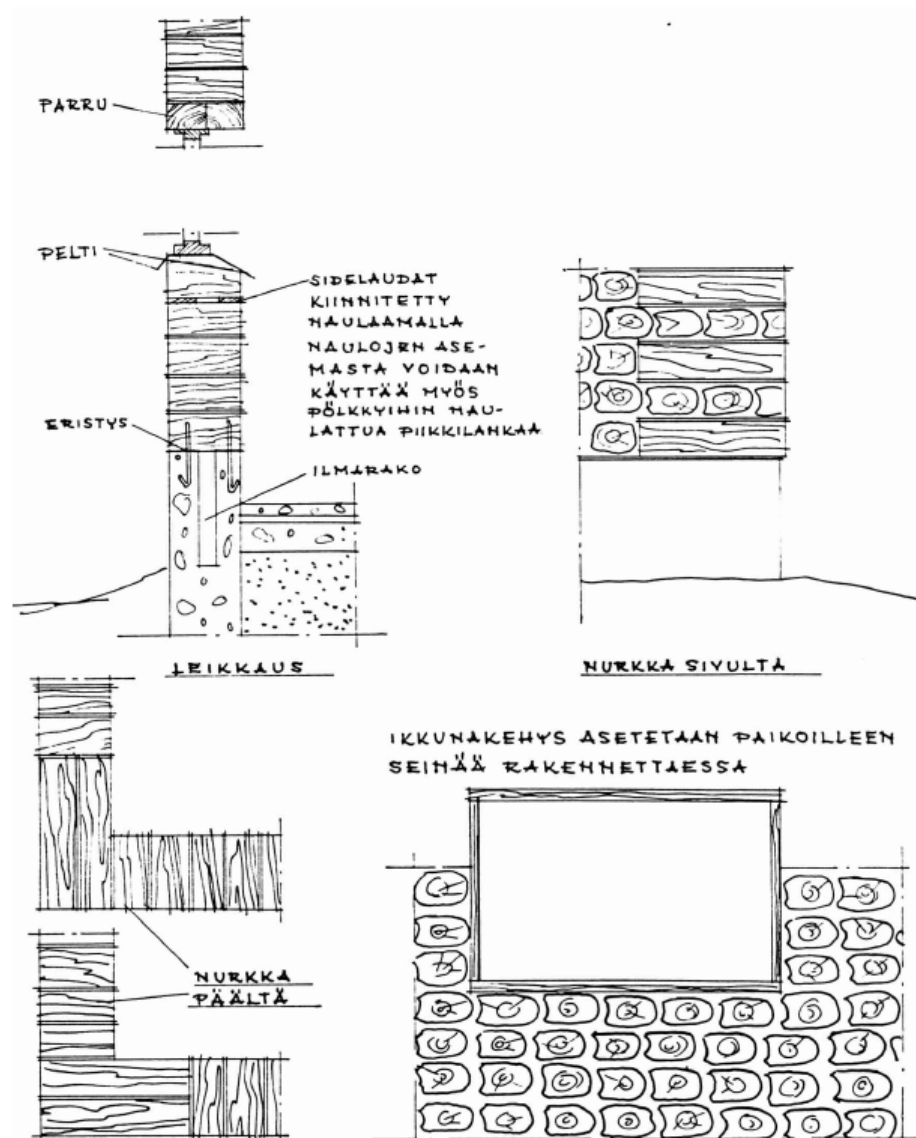 PARRU
PELTI
SIDELAUDAT
KIINNITETTY
NAULAAMALLA
NAULOJEN ASE-
MASTA VOIDAAN
KÄYTTÄÄ MYÖS
PÖLKKYIHIN NAU-
LATTUA PIIKKILANKAA
ERISTYS
ILMARAKO
LEIKKAUS
NURKKA SIVULTA
IKKUNAKEHYS ASETETAAN PAIKOILLEEN
SEINÄÄ RAKENNETTAESSA
NURKKA
PÄÄLTÄ